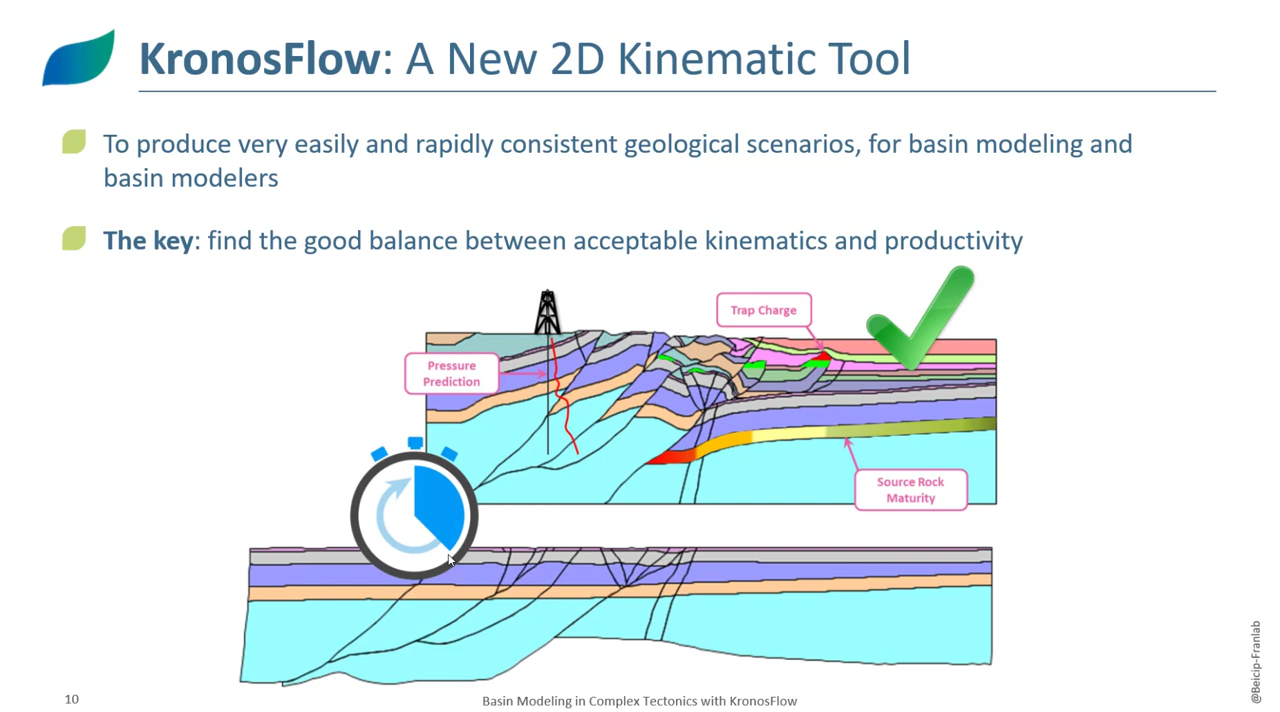 KronosFlow: A New 2D Kinematic Tool
To produce very easily and rapidly consistent geological scenarios, for basin modeling and
basin modelers
The key: find the good balance between acceptable kinematics and productivity
Trap Charge
Pressure
Prediction
Source Rock
Maturity
@Beicip-Franlab
10
Basin Modeling in Complex Tectonics with KronosFlow